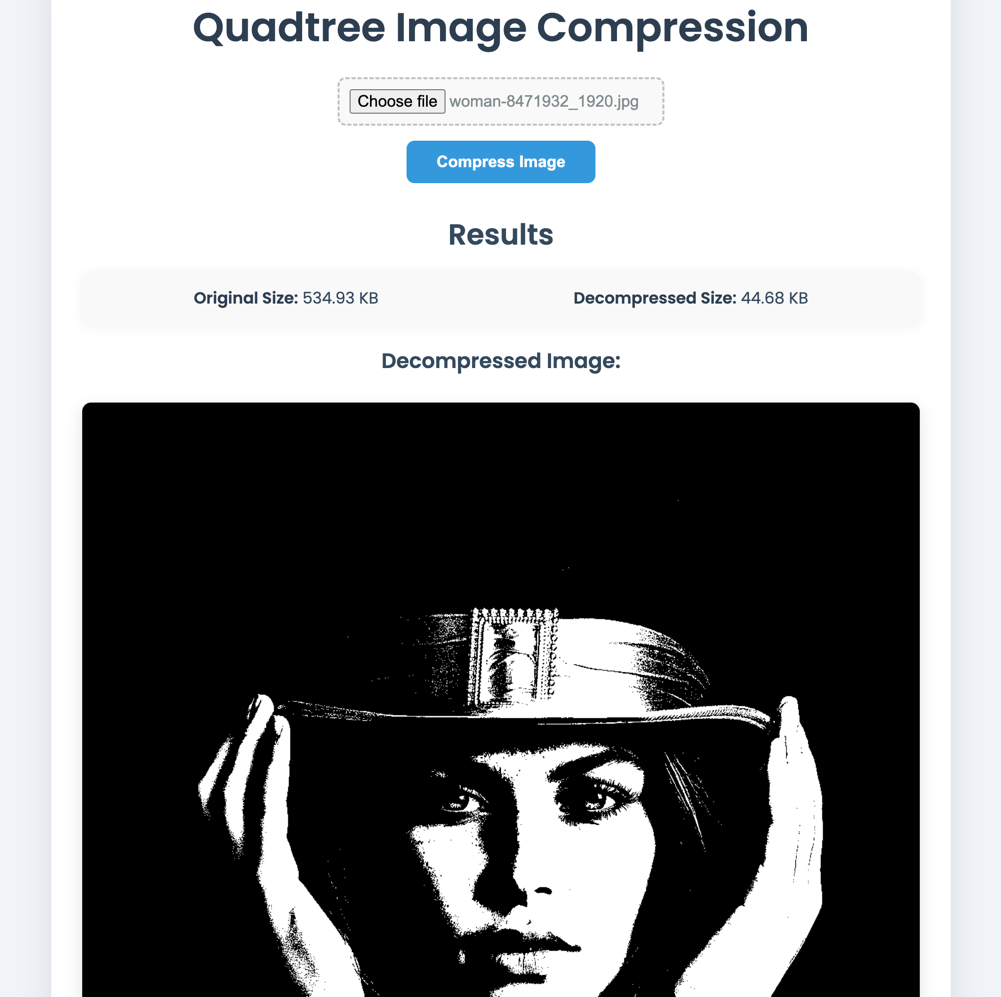 Quadtree Image Compression
Choose file woman-8471932_1920.jpg
Compress Image
Results
Original Size: 534.93 KB Decompressed Size: 44.68 KB
Decompressed Image: